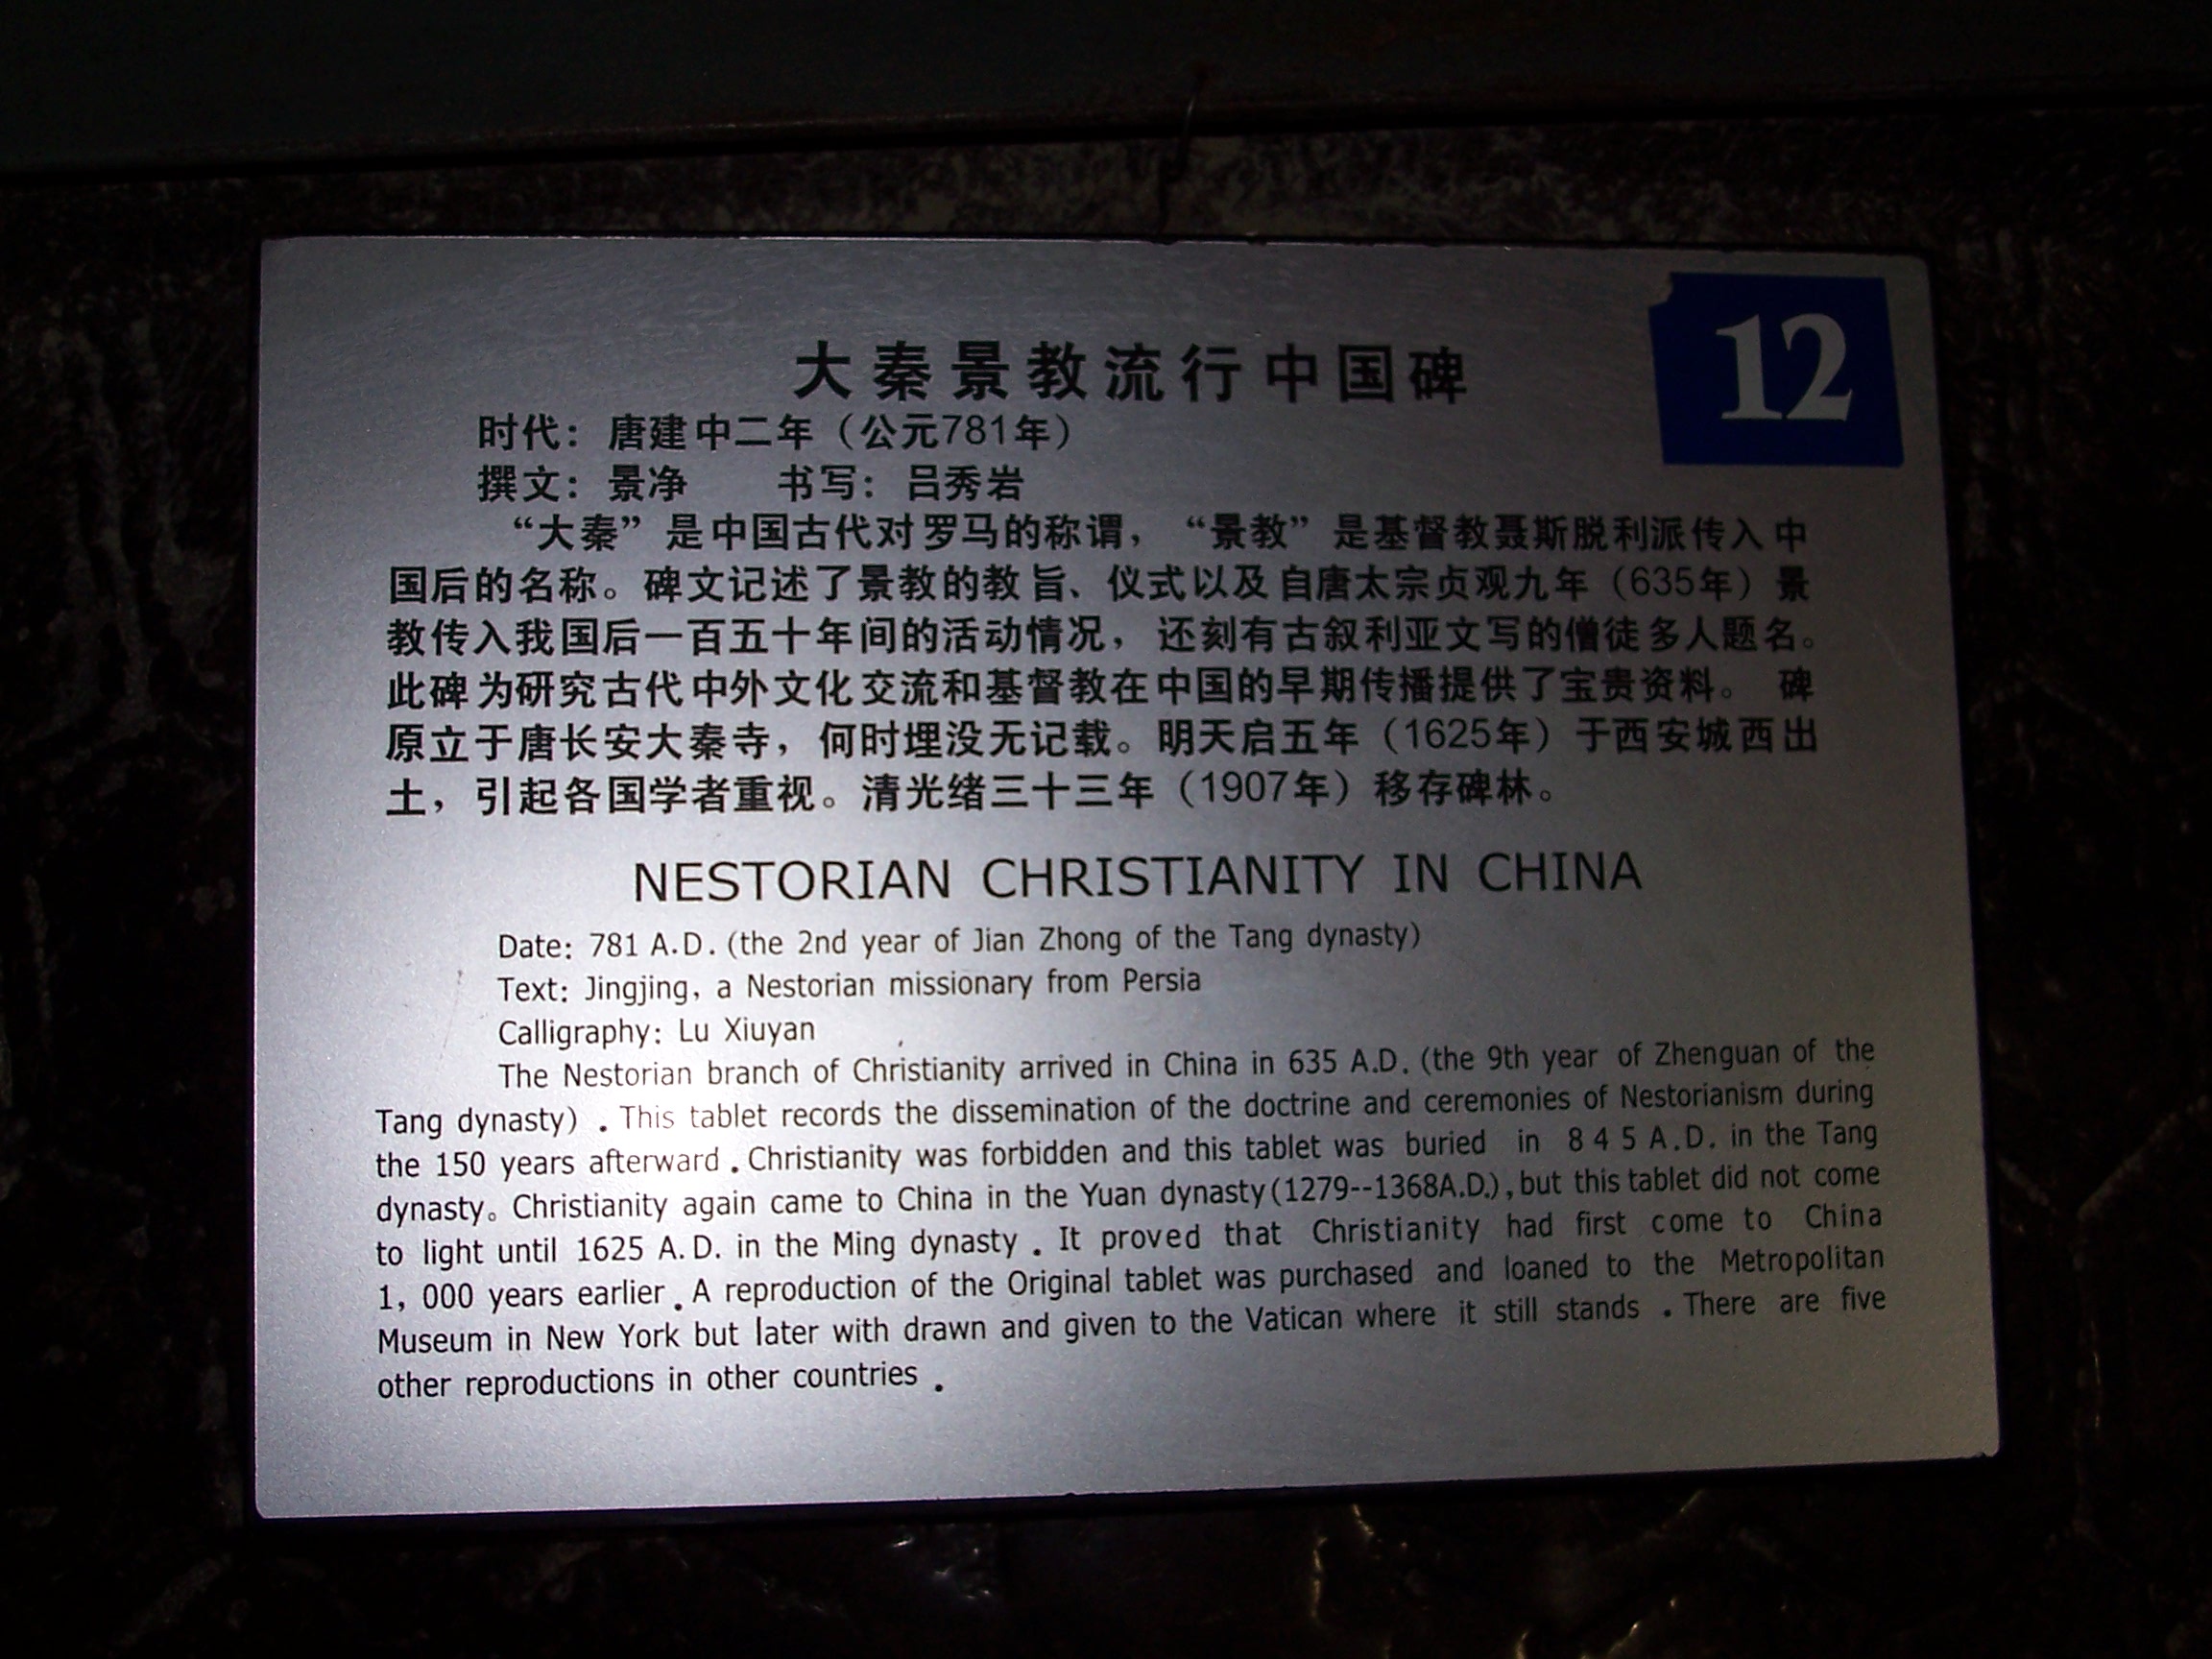 大秦景教流行中国碑
12
时代：唐建中二年（公元781年）
撰文：景净　书写：吕秀岩
“大秦”是中国古代对罗马的称谓，“景教”是基督教聂斯脱利派传入中
国后的名称。碑文记述了景教的教旨、仪式以及自唐太宗贞观九年（635年）景
教传入我国后一百五十年间的活动情况，还刻有古叙利亚文写的僧徒多人题名。
此碑为研究古代中外文化交流和基督教在中国的早期传播提供了宝贵资料。 碑
原立于唐长安大秦寺，何时埋没无记载。明天启五年（1625年）于西安城西出
土，引起各国学者重视。清光绪三十三年（1907年）移存碑林。
NESTORIAN CHRISTIANITY IN CHINA
Date: 781 A.D. (the 2nd year of Jian Zhong of the Tang dynasty)
Text: Jingjing, a Nestorian missionary from Persia
Calligraphy: Lu Xiuyan
The Nestorian branch of Christianity arrived in China in 635 A.D. (the 9th year of Zhenguan of the
Tang dynasty) . This tablet records the dissemination of the doctrine and ceremonies of Nestorianism during
the 150 years afterward . Christianity was forbidden and this tablet was buried in 8 4 5 A.D. in the Tang
dynasty。Christianity again came to China in the Yuan dynasty(1279--1368A.D.), but this tablet did not come
to light until 1625 A.D. in the Ming dynasty . It proved that Christianity had first come to China
1, 000 years earlier . A reproduction of the Original tablet was purchased and loaned to the Metropolitan
Museum in New York but later with drawn and given to the Vatican where it still stands . There are five
other reproductions in other countries .